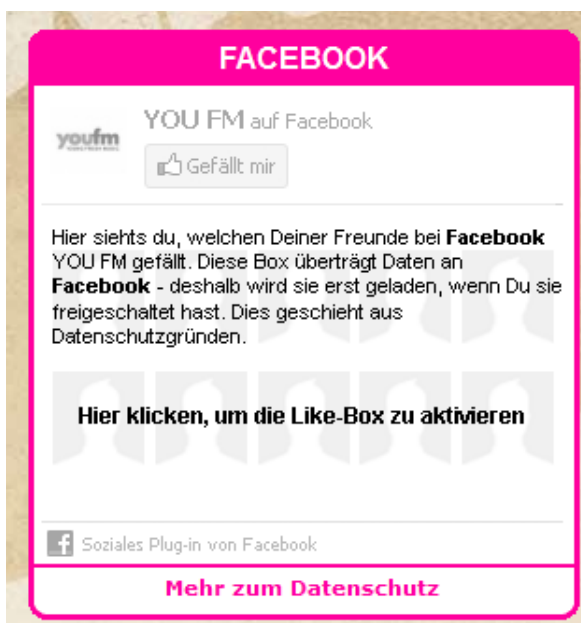 FACEBOOK
YOU FM auf Facebook
youfm
Gefällt mir
Hier siehts du, welchen Deiner Freunde bei Facebook
YOU FM gefällt. Diese Box überträgt Daten an
Facebook - deshalb wird sie erst geladen, wenn Du sie
freigeschaltet hast. Dies geschieht aus
Datenschutzgründen.
Hier klicken, um die Like-Box zu aktivieren
f Soziales Plug-in von Facebook
Mehr zum Datenschutz